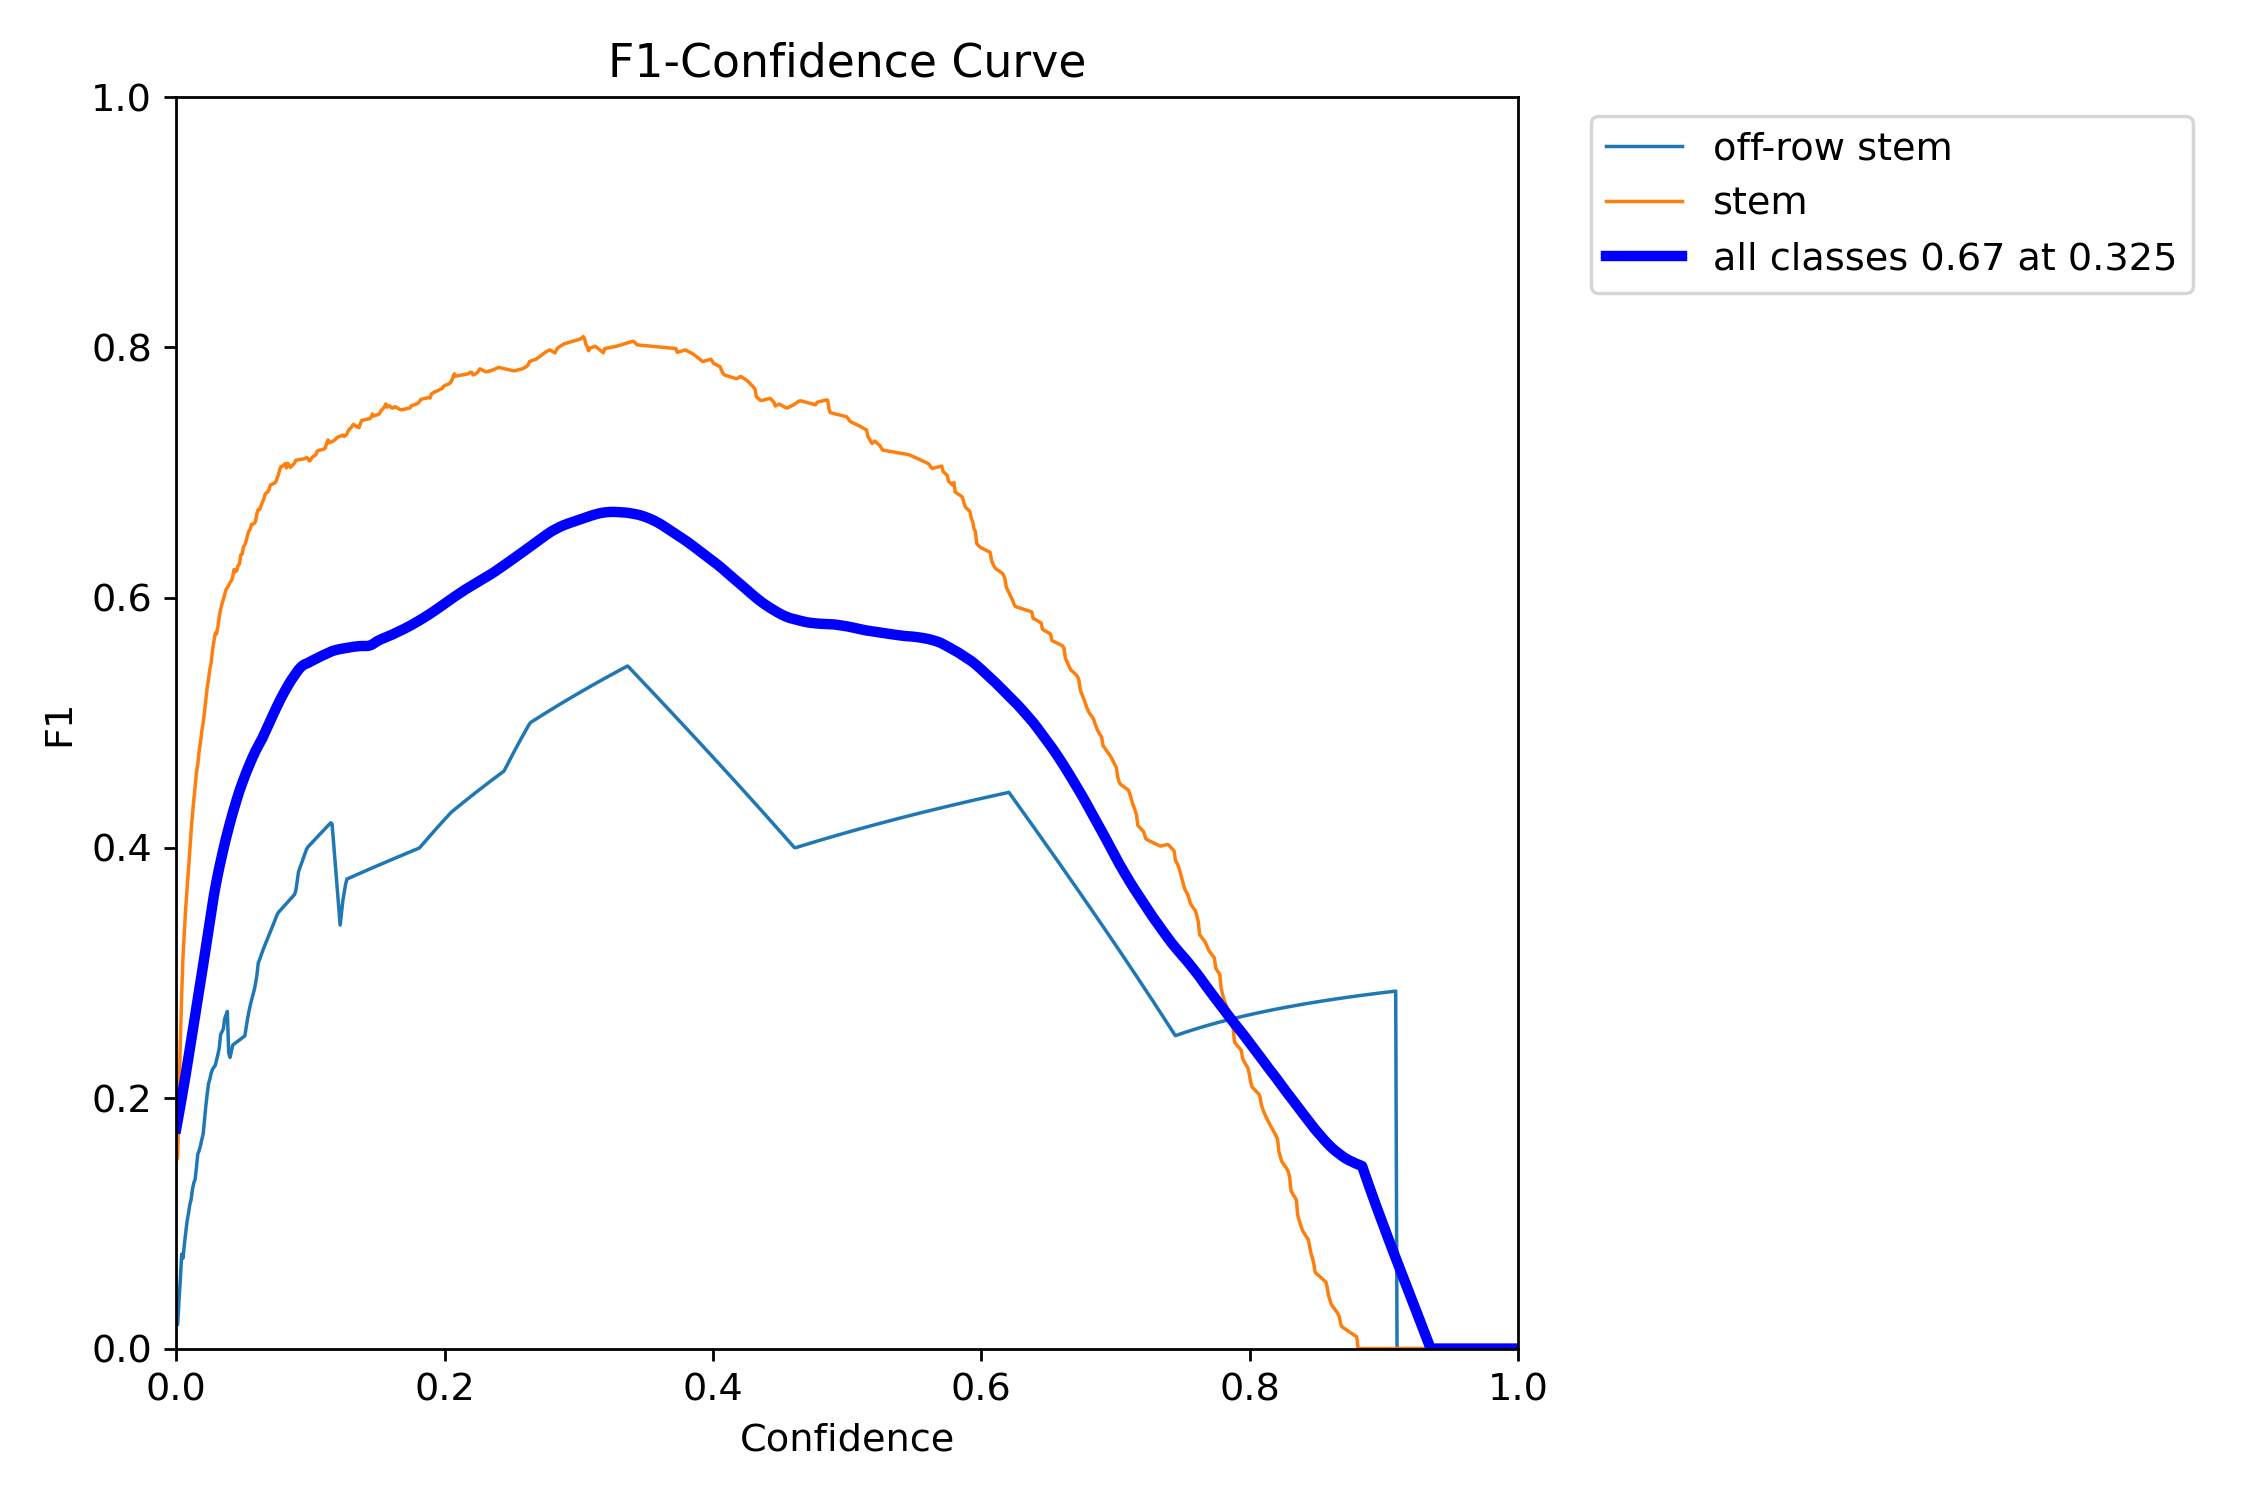 F1-Confidence Curve
1.0
0.8
0.6
0.4
0.2
0.0
F1
0.0 0.2 0.4 0.6 0.8 1.0
Confidence
off-row stem
stem
all classes 0.67 at 0.325